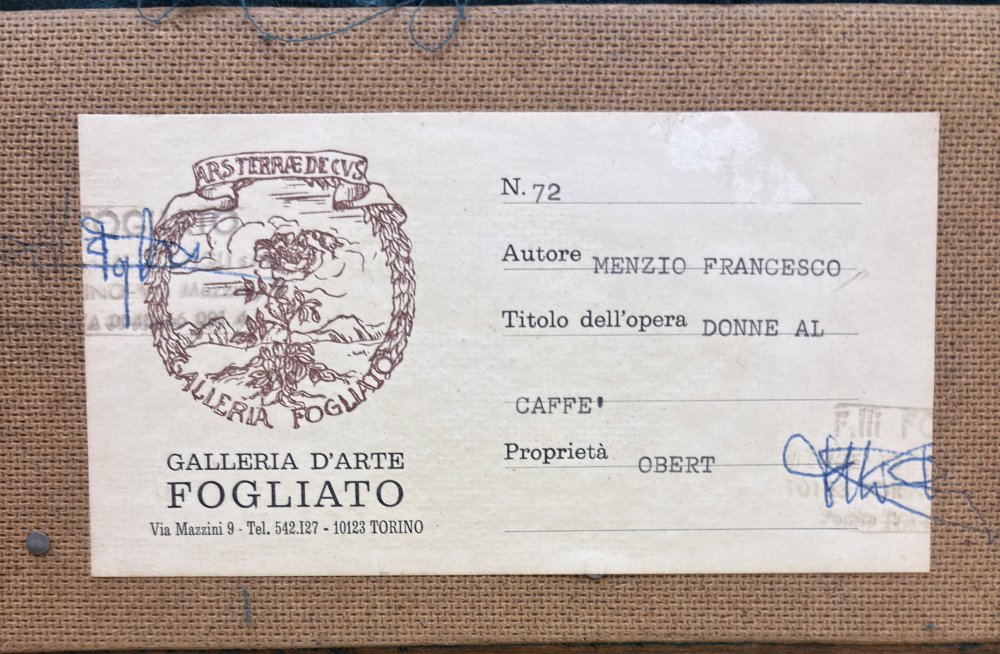 ARS TERRÆ DECVS
GALLERIA FOGLIATO
GALLERIA D'ARTE
FOGLIATO
Via Mazzini 9 - Tel. 542.127 - 10123 TORINO
N. 72
Autore MENZIO FRANCESCO
Titolo dell'opera DONNE AL
CAFFE'
Proprietà OBERT